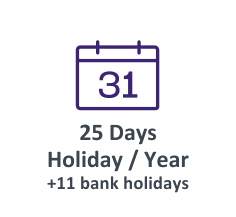 31
25 Days
Holiday / Year
+11 bank holidays